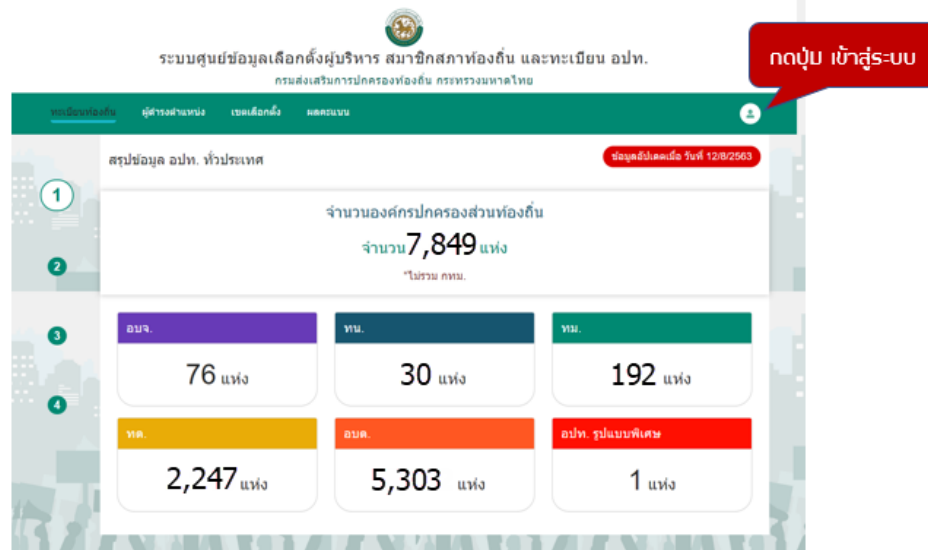 ระบบศูนย์ข้อมูลเลือกตั้งผู้บริหาร สมาชิกสภาท้องถิ่น และทะเบียน อปท.
กรมส่งเสริมการปกครองท้องถิ่น กระทรวงมหาดไทย
กดปุ่ม เข้าสู่ระบบ
ทะเบียนท้องถิ่น ผู้ดำรงตำแหน่ง เขตเลือกตั้ง ผลคะแนน
สรุปข้อมูล อปท. ทั่วประเทศ
ข้อมูลอัปเดตเมื่อ วันที่ 12/8/2563
1
จำนวนองค์กรปกครองส่วนท้องถิ่น
จำนวน 7,849 แห่ง
2
*ไม่รวม กทม.
3
อบจ. ทน. ทม.
76 แห่ง 30 แห่ง 192 แห่ง
4
ทต. อบต. อปท. รูปแบบพิเศษ
2,247 แห่ง 5,303 แห่ง 1 แห่ง